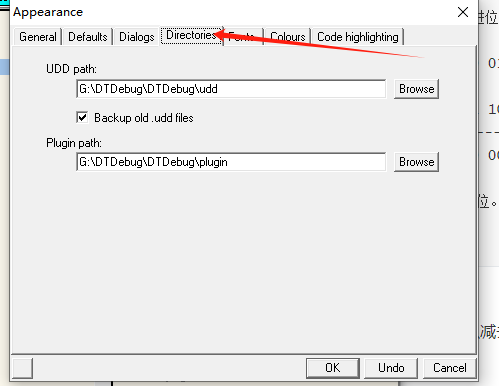 Appearance
General Defaults Dialogs Directories Fonts Colours Code highlighting
UDD path:
G:\DTDebug\DTDebug\udd Browse
Backup old .udd files
Plugin path:
G:\DTDebug\DTDebug\plugin Browse
OK Undo Cancel
进位
01
10
00
位。
减